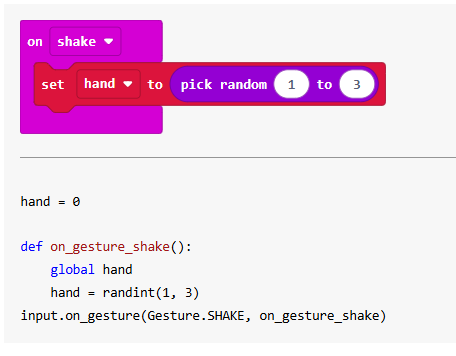 on shake
set hand to pick random 1 to 3
hand = 0
def on_gesture_shake():
    global hand
    hand = randint(1, 3)
input.on_gesture(Gesture.SHAKE, on_gesture_shake)